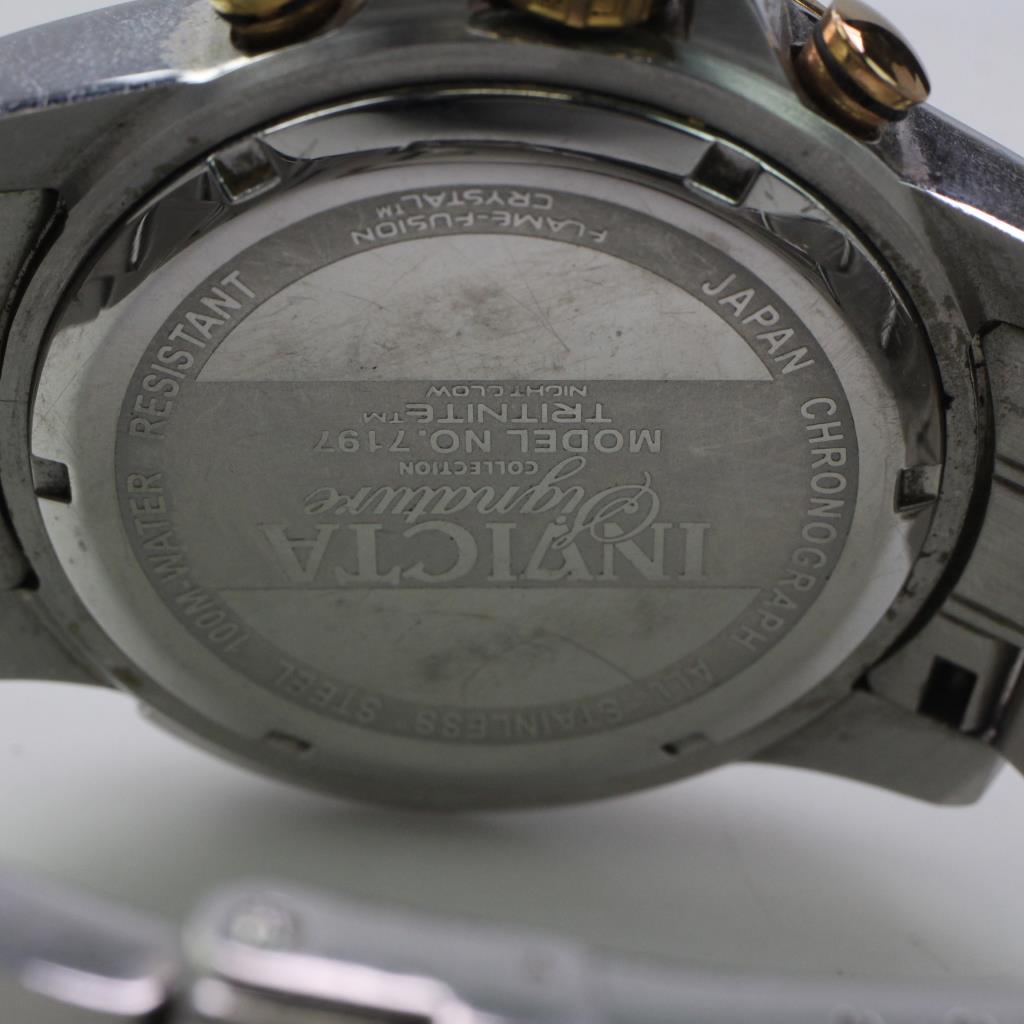 INVICTA
Signature
COLLECTION
MODEL NO. 7197
TRITNITE™
NIGHT GLOW
FLAME-FUSION
CRYSTAL™
JAPAN CHRONOGRAPH ALL-STAINLESS STEEL 100M-WATER RESISTANT